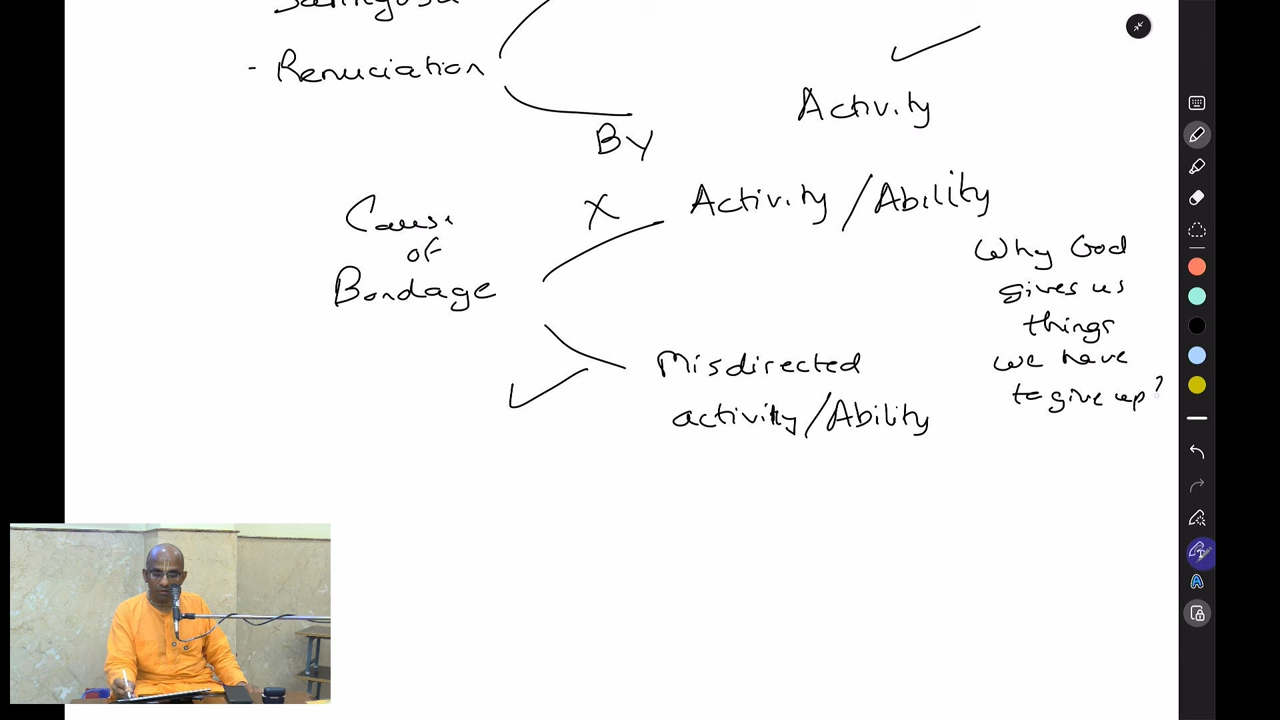 - Renuciation
By
Activity
Cause
of
Bondage
X
Activity/Ability
Misdirected
activity/Ability
Why God
gives us
things
we have
to give up?